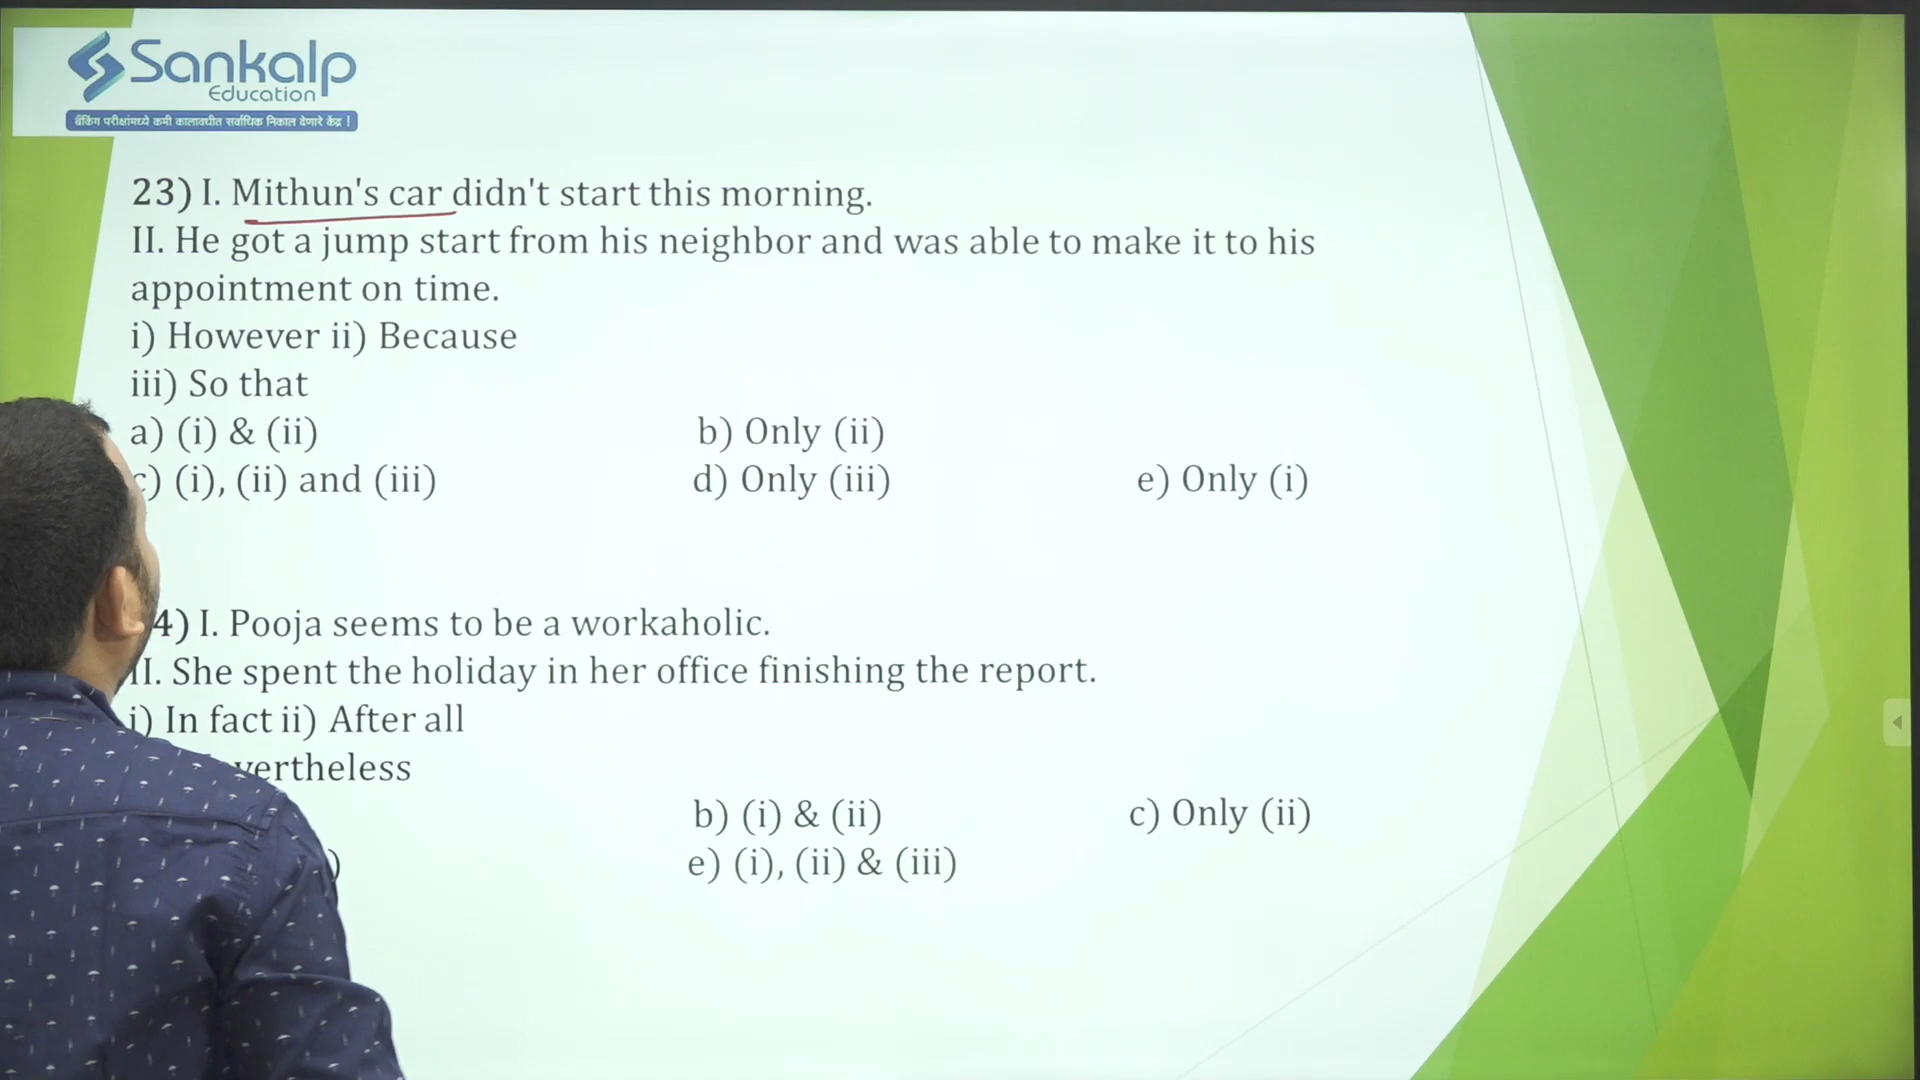 Sankalp
Education
बँकिंग परीक्षांमध्ये कमी कालावधीत सर्वाधिक निकाल देणारे केंद्र !
23) I. Mithun's car didn't start this morning.
II. He got a jump start from his neighbor and was able to make it to his
appointment on time.
i) However ii) Because
iii) So that
a) (i) & (ii) b) Only (ii)
c) (i), (ii) and (iii) d) Only (iii) e) Only (i)
4) I. Pooja seems to be a workaholic.
II. She spent the holiday in her office finishing the report.
i) In fact ii) After all
vertheless
b) (i) & (ii) c) Only (ii)
) e) (i), (ii) & (iii)